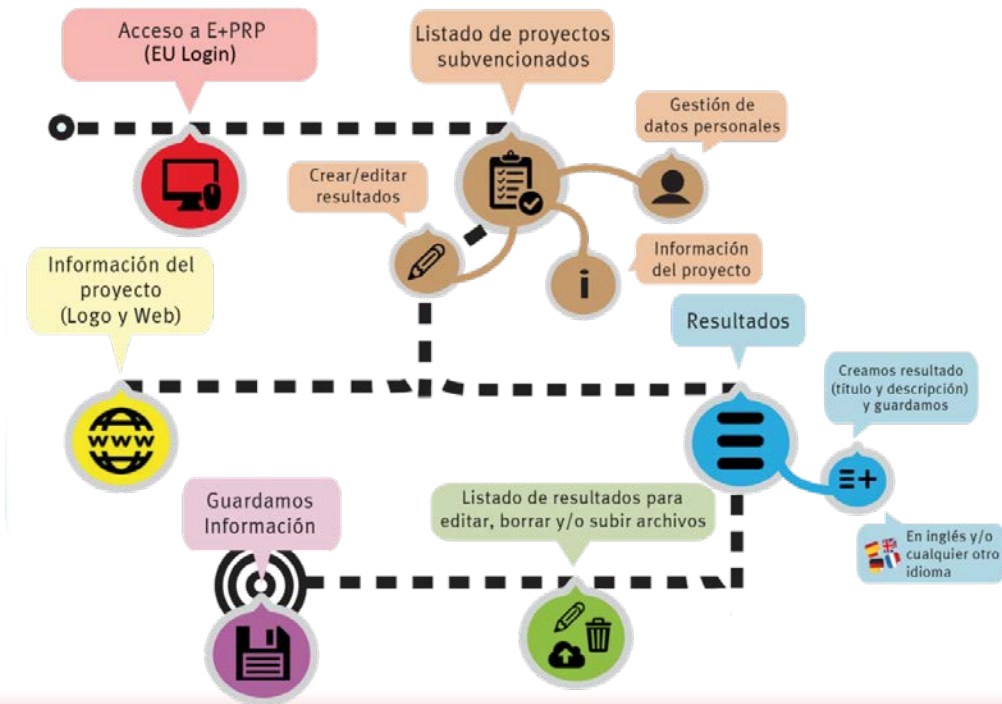 Acceso a E+PRP
(EU Login)
Listado de proyectos
subvencionados
Gestión de
datos personales
Crear/editar
resultados
Información
del proyecto
i
Información del
proyecto
(Logo y Web)
Resultados
Creamos resultado
(título y descripción)
y guardamos
www
Guardamos
Información
Listado de resultados para
editar, borrar y/o subir archivos
En inglés y/o
cualquier otro
idioma